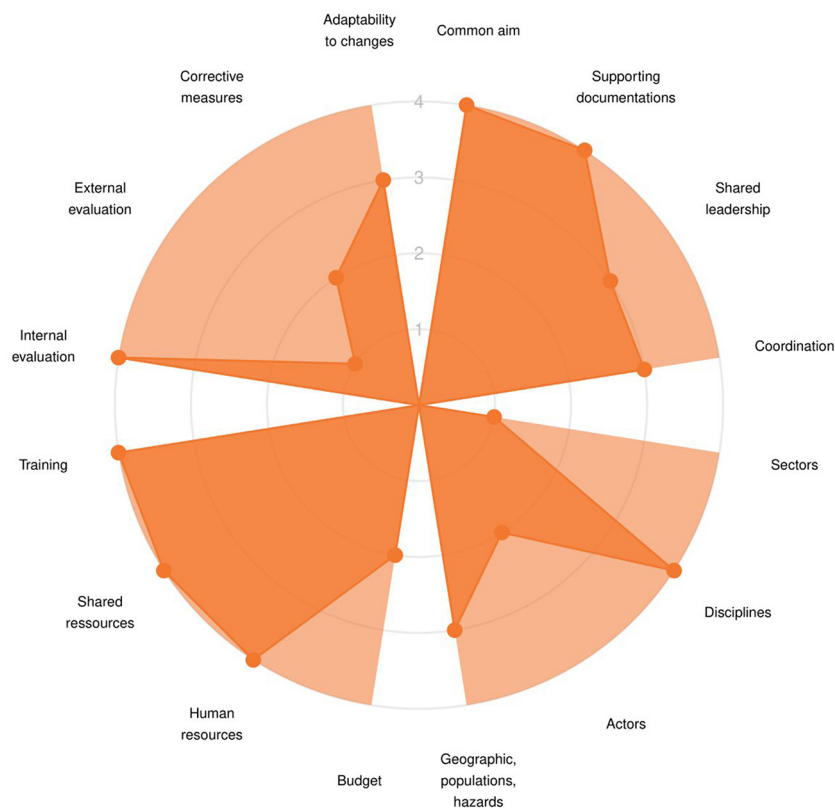 Adaptability
to changes
Common aim
Corrective
measures
Supporting
documentations
4
External
evaluation
3
Shared
leadership
2
1
Internal
evaluation
Coordination
Training
Sectors
Shared
ressources
Disciplines
Human
resources
Actors
Budget
Geographic,
populations,
hazards